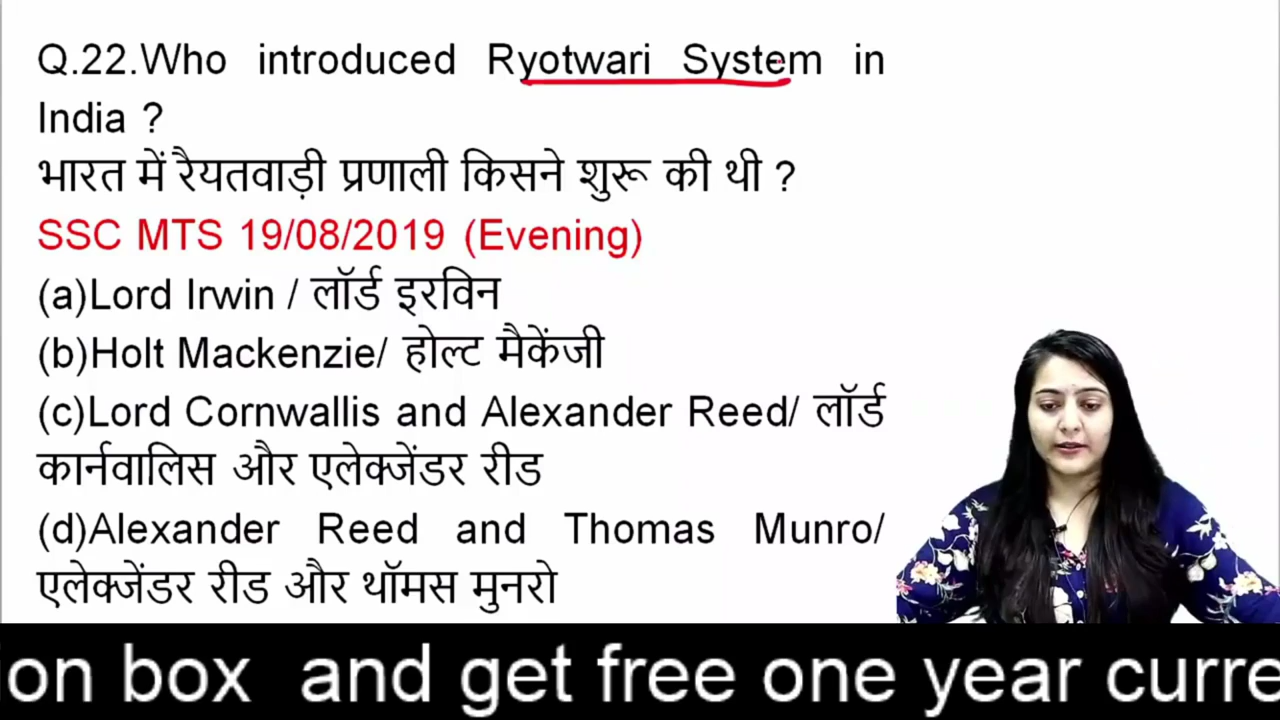 Q.22.Who introduced Ryotwari System in
India ?
भारत में रैयतवाड़ी प्रणाली किसने शुरू की थी ?
SSC MTS 19/08/2019 (Evening)
(a)Lord Irwin / लॉर्ड इरविन
(b)Holt Mackenzie/ होल्ट मैकेंजी
(c)Lord Cornwallis and Alexander Reed/ लॉर्ड
कार्नवालिस और एलेक्जेंडर रीड
(d)Alexander Reed and Thomas Munro/
एलेक्जेंडर रीड और थॉमस मुनरो
ion box and get free one year curre